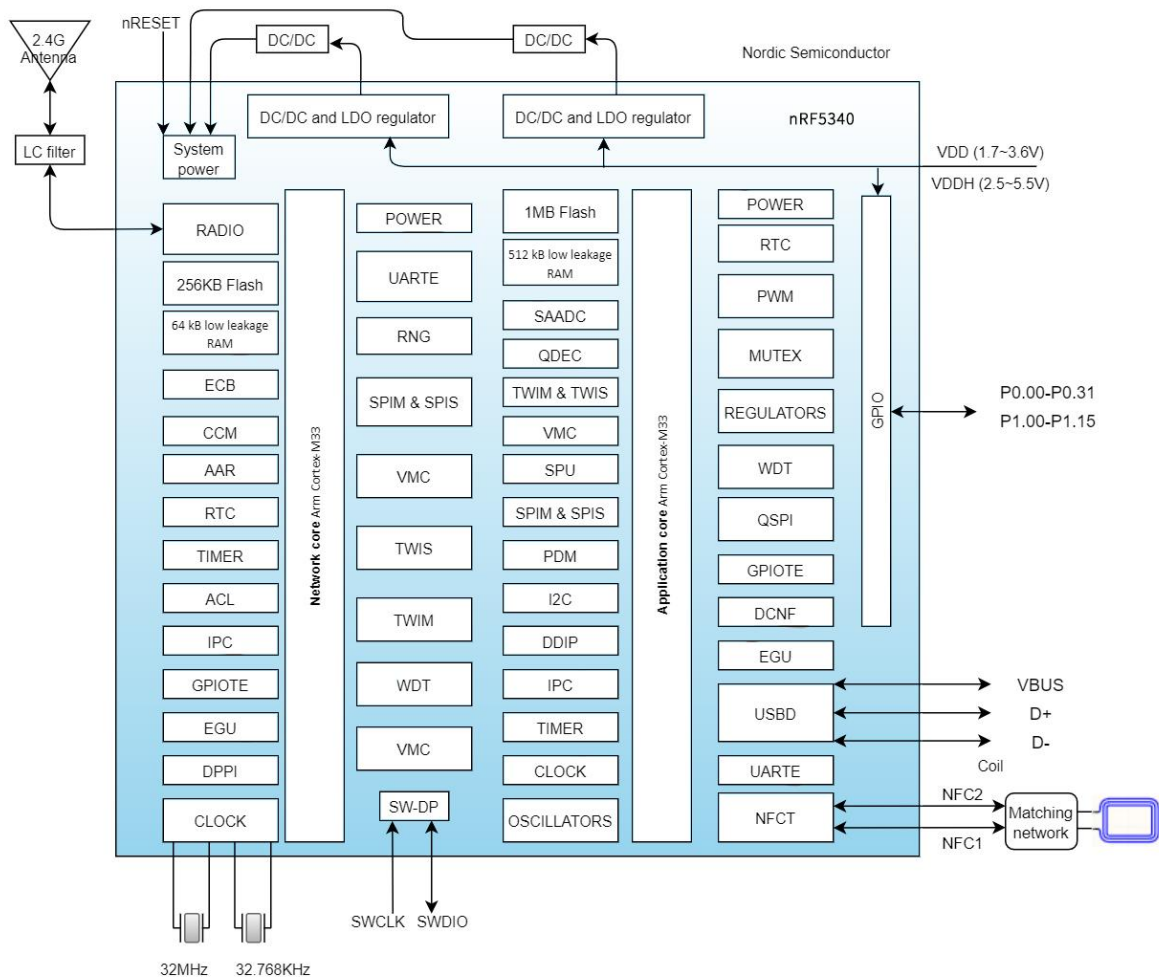 nRESET
2.4G
Antenna
DC/DC
DC/DC
Nordic Semiconductor
LC filter
System
power
DC/DC and LDO regulator
DC/DC and LDO regulator
nRF5340
VDD (1.7~3.6V)
VDDH (2.5~5.5V)
RADIO
256KB Flash
64 kB low leakage
RAM
ECB
CCM
AAR
RTC
TIMER
ACL
IPC
GPIOTE
EGU
DPPI
CLOCK
Network core Arm Cortex-M33
POWER
UARTE
RNG
SPIM & SPIS
VMC
TWIS
TWIM
WDT
VMC
SW-DP
1MB Flash
512 kB low leakage
RAM
SAADC
QDEC
TWIM & TWIS
VMC
SPU
SPIM & SPIS
PDM
I2C
DDIP
IPC
TIMER
CLOCK
OSCILLATORS
Application core Arm Cortex-M33
POWER
RTC
PWM
MUTEX
REGULATORS
WDT
QSPI
GPIOTE
DCNF
EGU
USBD
UARTE
NFCT
GPIO
P0.00-P0.31
P1.00-P1.15
VBUS
D+
D-
Coil
NFC2
NFC1
Matching
network
SWCLK
SWDIO
32MHz
32.768KHz